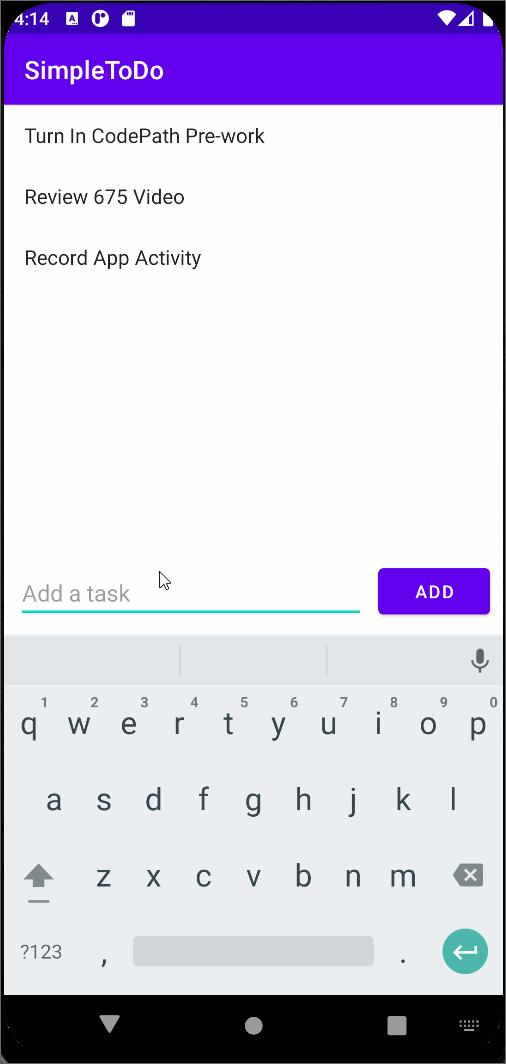 4:14
SimpleToDo
Turn In CodePath Pre-work
Review 675 Video
Record App Activity
Add a task
ADD
1 2 3 4 5 6 7 8 9 0
q w e r t y u i o p
a s d f g h j k l
z x c v b n m
?123 , .